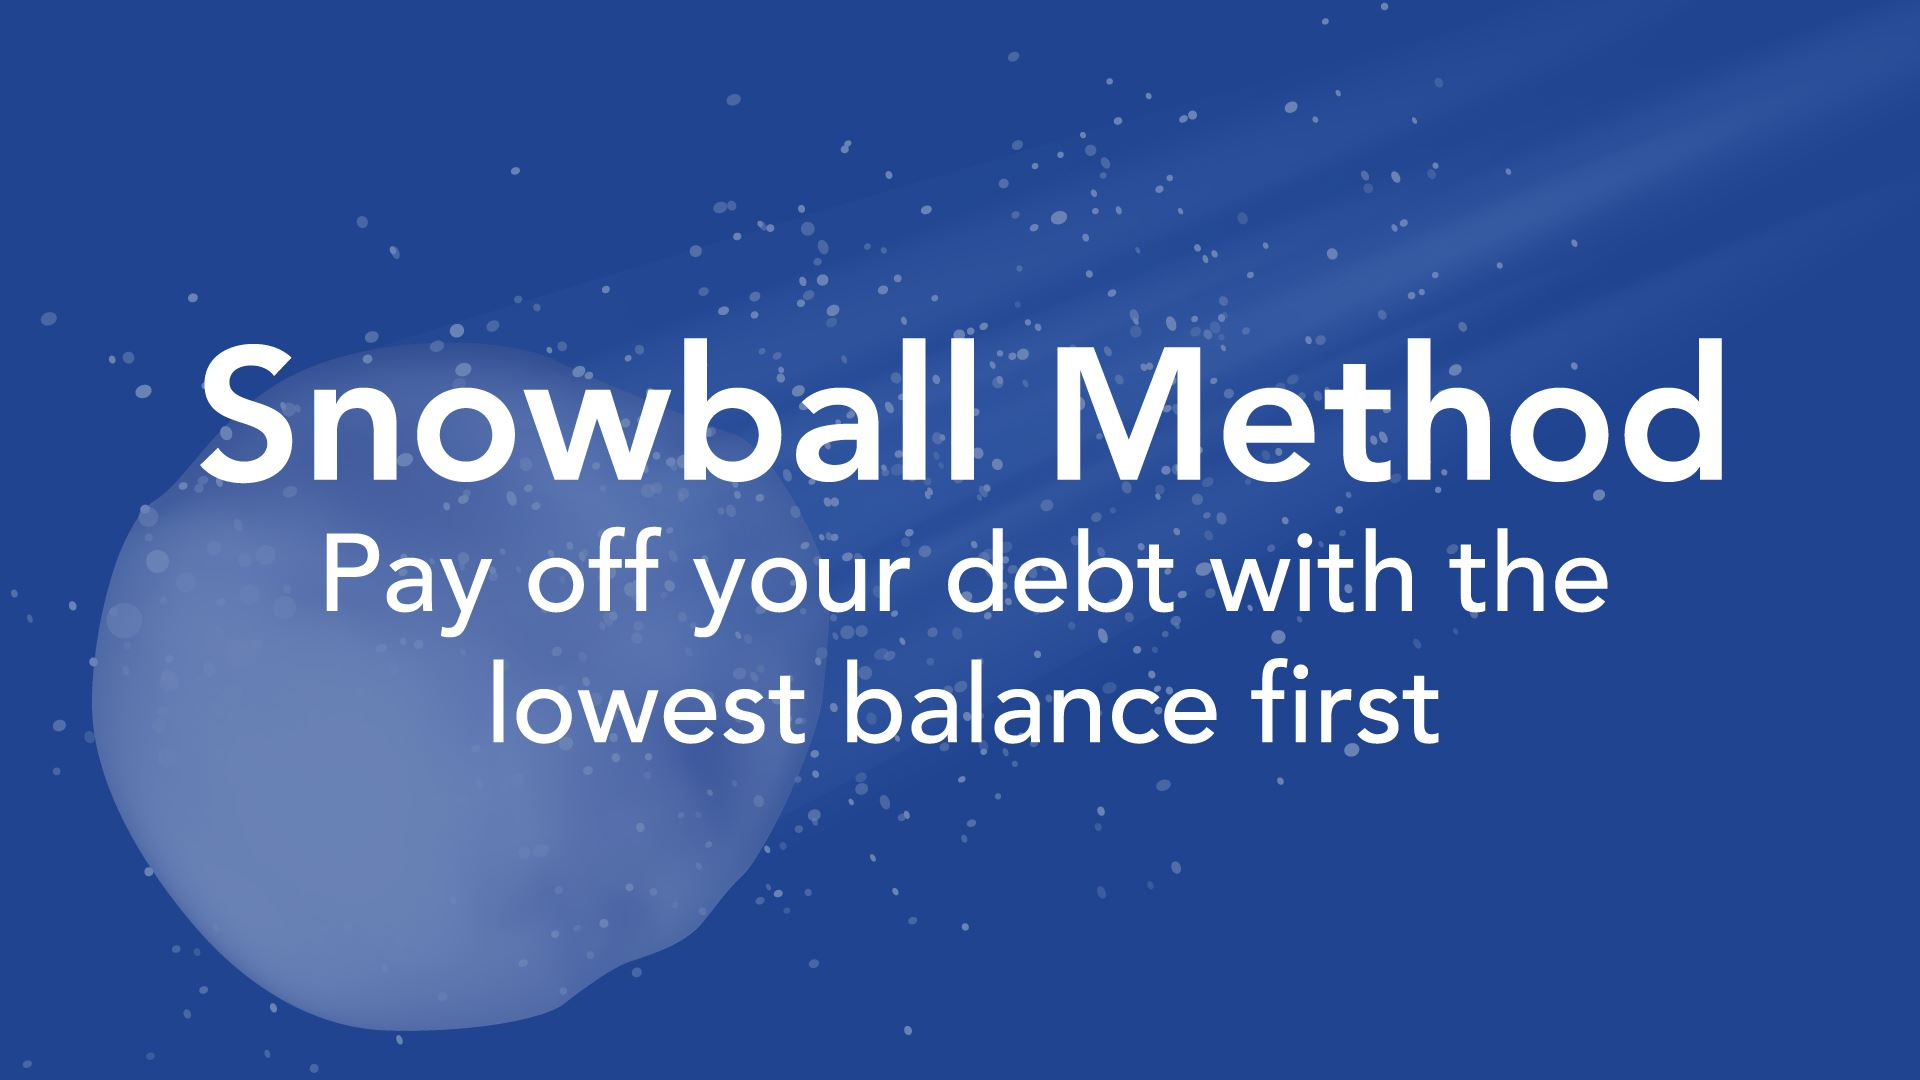 Snowball Method
Pay off your debt with the
lowest balance first